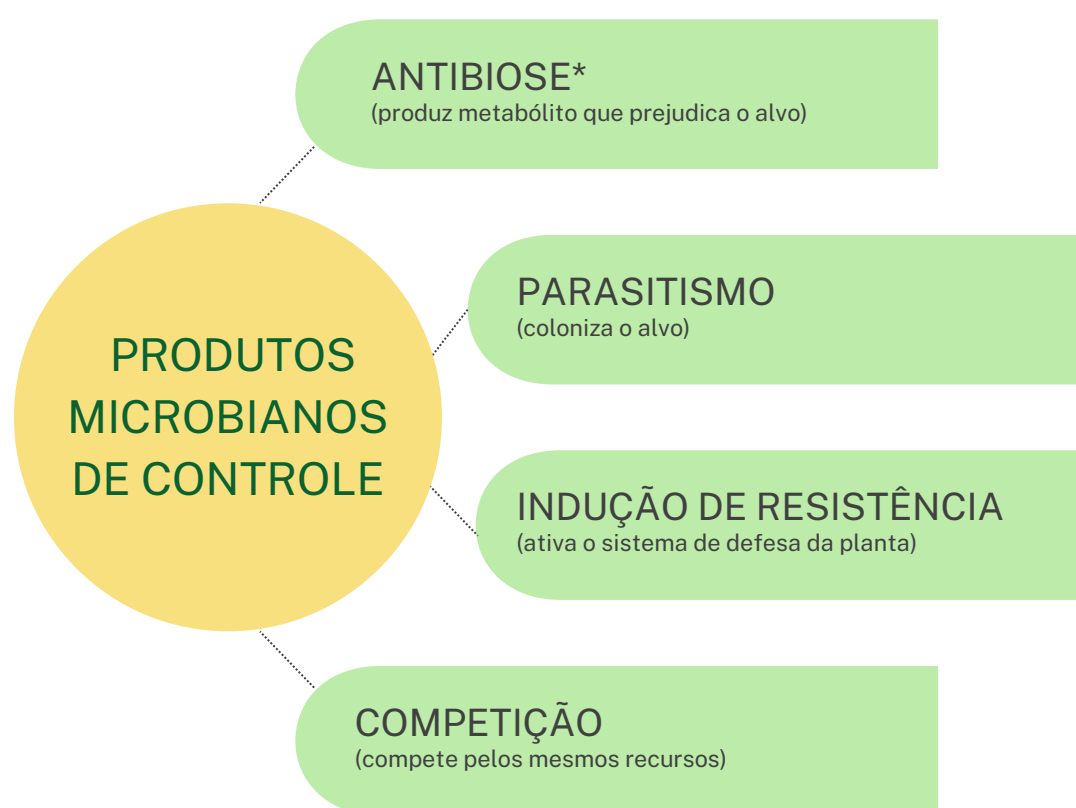 ANTIBIOSE*
(produz metabólito que prejudica o alvo)
PARASITISMO
(coloniza o alvo)
PRODUTOS
MICROBIANOS
DE CONTROLE
INDUÇÃO DE RESISTÊNCIA
(ativa o sistema de defesa da planta)
COMPETIÇÃO
(compete pelos mesmos recursos)